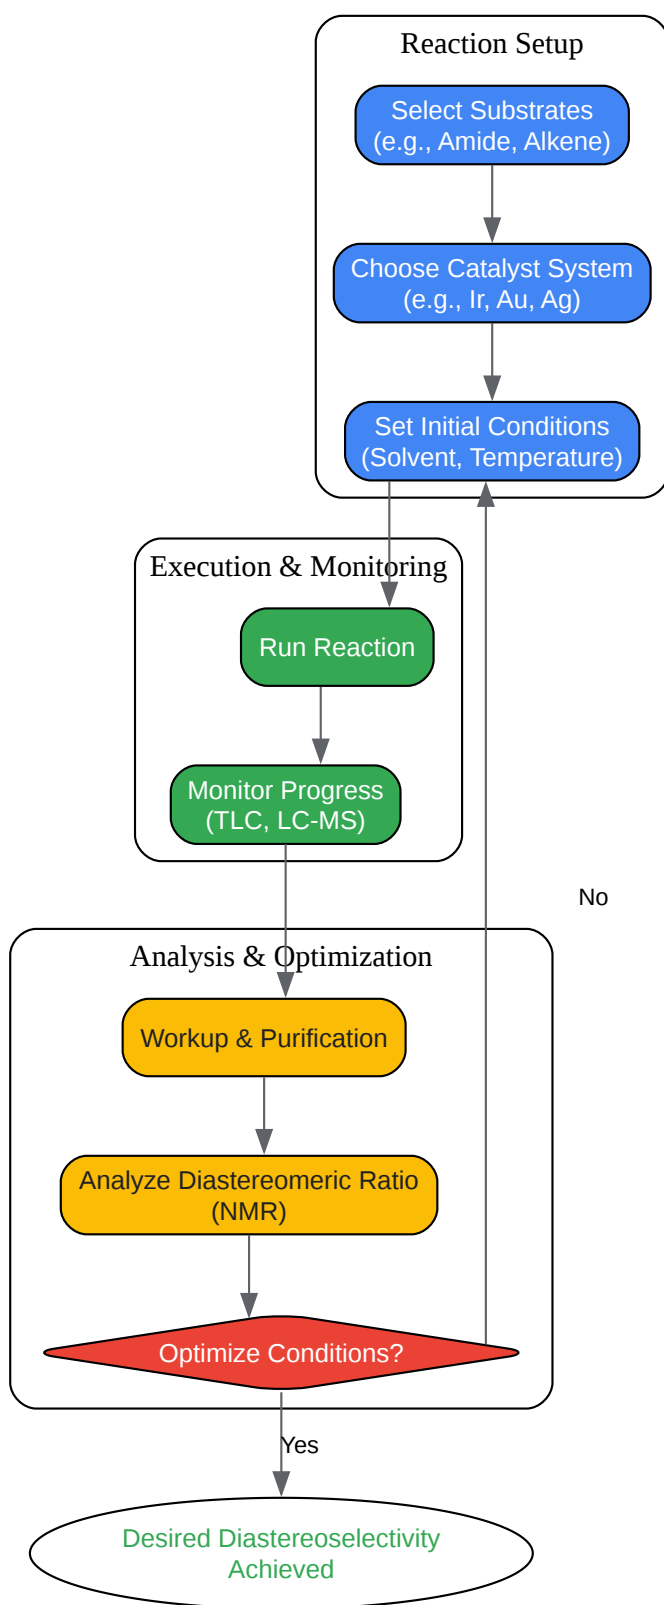 Reaction Setup
Select Substrates
(e.g., Amide, Alkene)
Choose Catalyst System
(e.g., Ir, Au, Ag)
Set Initial Conditions
(Solvent, Temperature)
Execution & Monitoring
Run Reaction
Monitor Progress
(TLC, LC-MS)
No
Analysis & Optimization
Workup & Purification
Analyze Diastereomeric Ratio
(NMR)
Optimize Conditions?
Yes
Desired Diastereoselectivity
Achieved